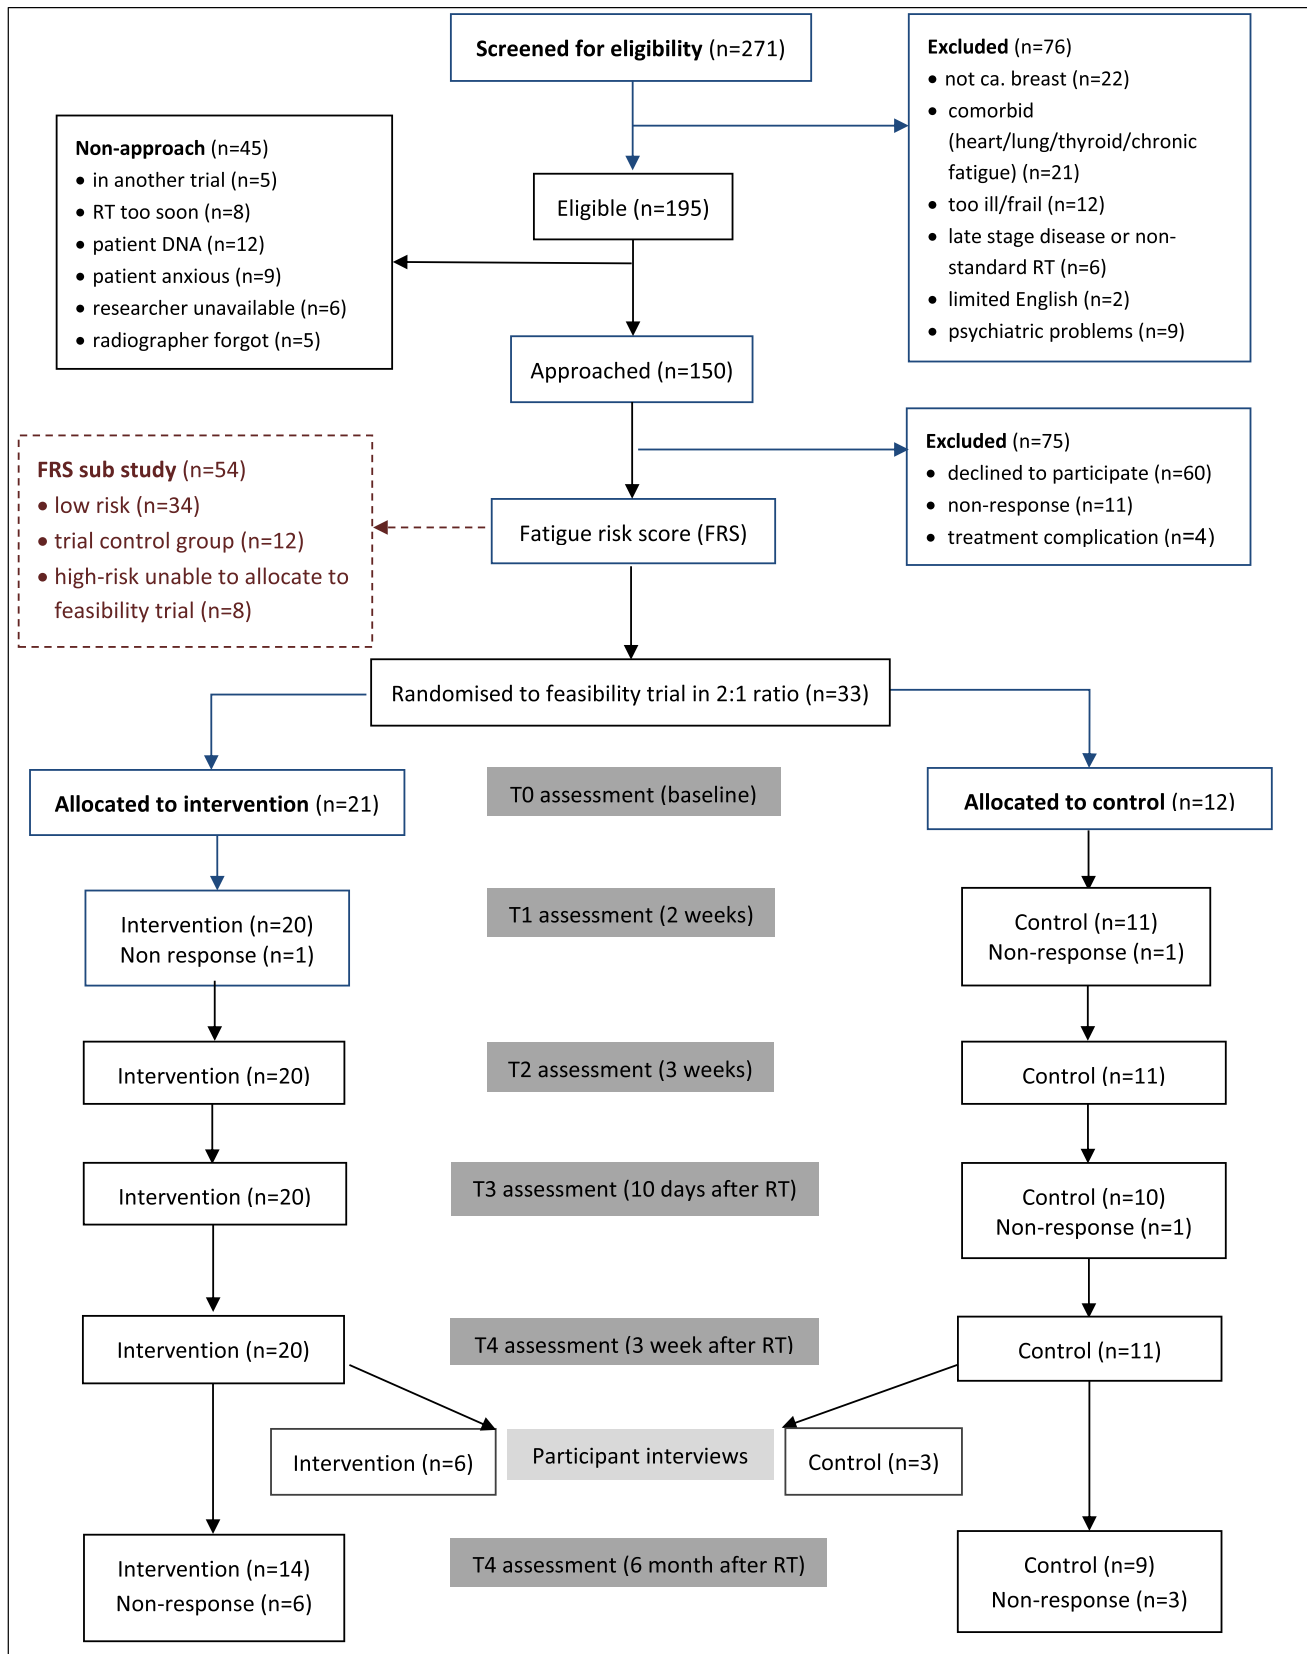 Screened for eligibility (n=271)
Excluded (n=76)
• not ca. breast (n=22)
• comorbid
(heart/lung/thyroid/chronic
fatigue) (n=21)
• too ill/frail (n=12)
• late stage disease or non-
standard RT (n=6)
• limited English (n=2)
• psychiatric problems (n=9)
Non-approach (n=45)
• in another trial (n=5)
• RT too soon (n=8)
• patient DNA (n=12)
• patient anxious (n=9)
• researcher unavailable (n=6)
• radiographer forgot (n=5)
Eligible (n=195)
Approached (n=150)
Excluded (n=75)
• declined to participate (n=60)
• non-response (n=11)
• treatment complication (n=4)
FRS sub study (n=54)
• low risk (n=34)
• trial control group (n=12)
• high-risk unable to allocate to
feasibility trial (n=8)
Fatigue risk score (FRS)
Randomised to feasibility trial in 2:1 ratio (n=33)
Allocated to intervention (n=21)
T0 assessment (baseline)
Allocated to control (n=12)
Intervention (n=20)
Non response (n=1)
T1 assessment (2 weeks)
Control (n=11)
Non-response (n=1)
Intervention (n=20)
T2 assessment (3 weeks)
Control (n=11)
Intervention (n=20)
T3 assessment (10 days after RT)
Control (n=10)
Non-response (n=1)
Intervention (n=20)
T4 assessment (3 week after RT)
Control (n=11)
Intervention (n=6)
Participant interviews
Control (n=3)
Intervention (n=14)
Non-response (n=6)
T4 assessment (6 month after RT)
Control (n=9)
Non-response (n=3)